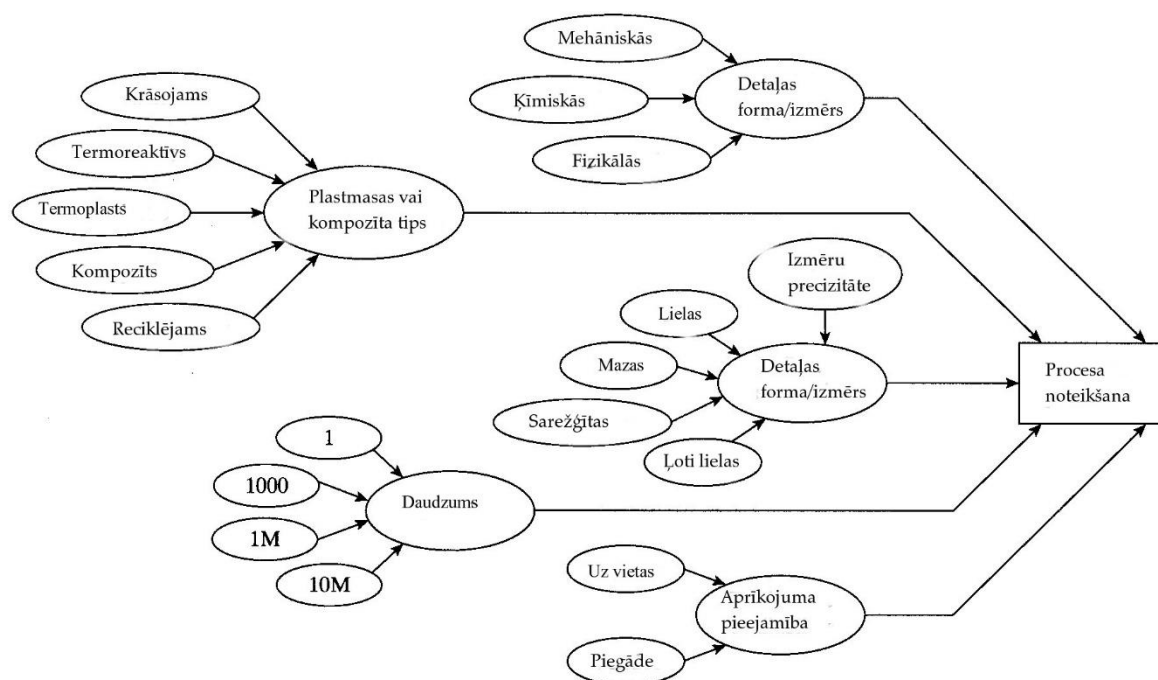 Mehāniskās
Ķīmiskās
Fizikālās
Detaļas
forma/izmērs
Krāsojams
Termoreaktīvs
Termoplasts
Kompozīts
Reciklējams
Plastmasas vai
kompozīta tips
Izmēru
precizitāte
Lielas
Mazas
Sarežģītas
Ļoti lielas
Detaļas
forma/izmērs
Procesa
noteikšana
1
1000
1M
10M
Daudzums
Uz vietas
Piegāde
Aprīkojuma
pieejamība